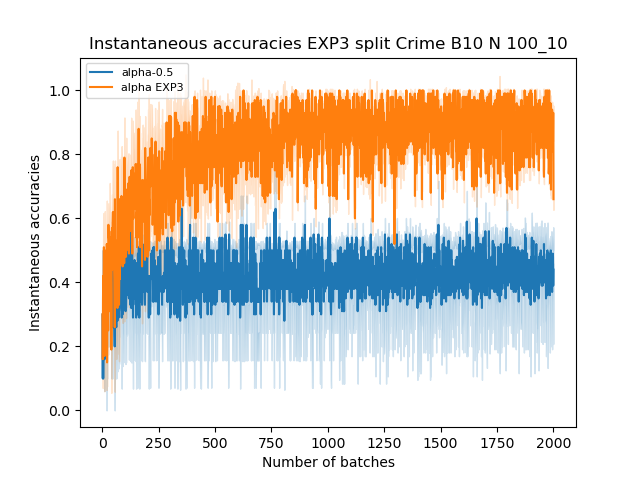 Instantaneous accuracies EXP3 split Crime B10 N 100_10
alpha-0.5
alpha EXP3
1.0
0.8
0.6
0.4
0.2
0.0
Instantaneous accuracies
0 250 500 750 1000 1250 1500 1750 2000
Number of batches